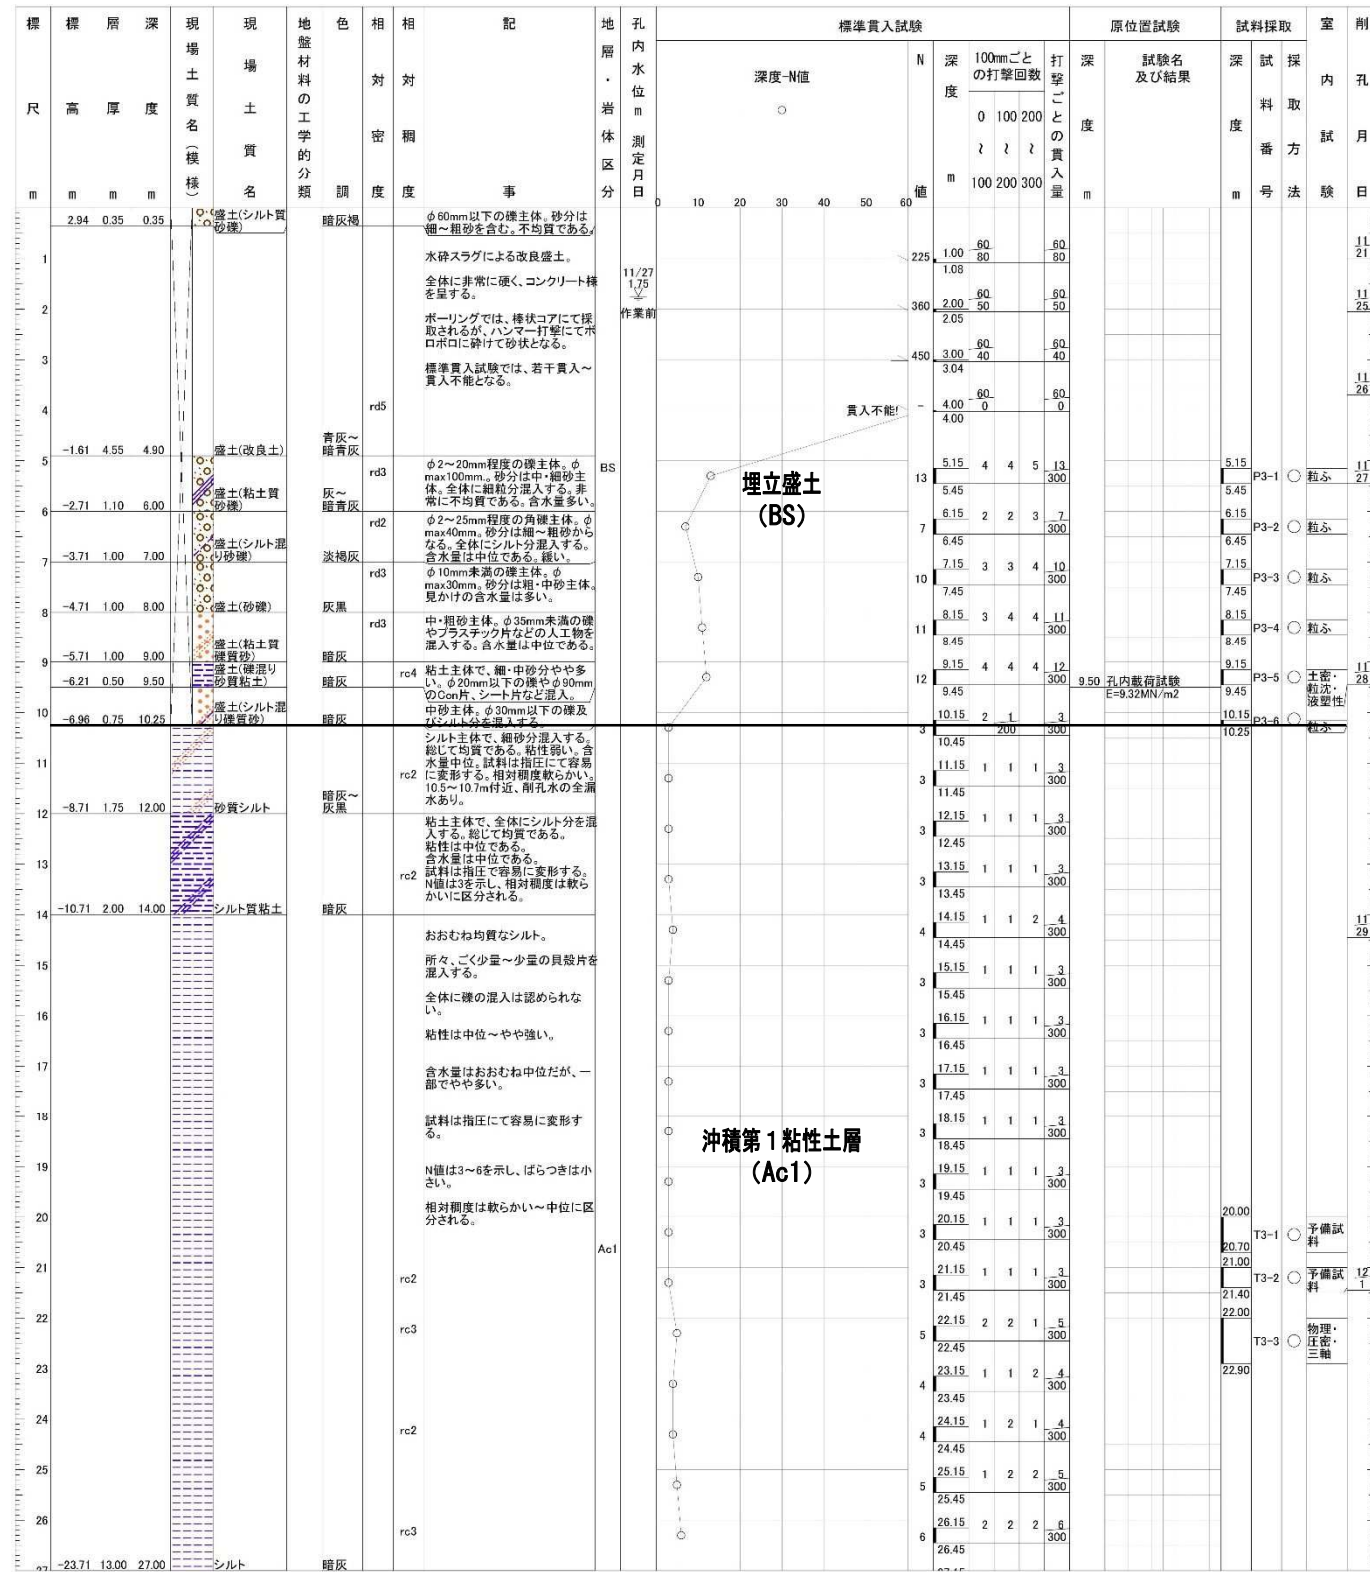 標尺 m
標高 m
層厚 m
深度 m
現場土質名(模様)
現場土質名
地盤材料の工学的分類
色調
相対密度
相対稠度
記事
地層・岩体区分
孔内水位m 測定月日
標準貫入試験
深度-N値
0 10 20 30 40 50 60
N値
深度 m
100mmごとの打撃回数
0 100 200
〜 〜 〜
100 200 300
打撃ごとの貫入量
原位置試験
深度 m
試験名
及び結果
試料採取
深度 m
試料番号
採取方法
室内試験
削孔月日
2.94 0.35 0.35 盛土(シルト質砂礫) 暗灰褐
φ60mm以下の礫主体。砂分は
細〜粗砂を含む。不均質である。
水砕スラグによる改良盛土。
全体に非常に硬く、コンクリート様
を呈する。
ボーリングでは、棒状コアにて採
取されるが、ハンマー打撃にてボ
ロボロに砕けて砂状となる。
標準貫入試験では、若干貫入〜
貫入不能となる。
rd5
-1.61 4.55 4.90 盛土(改良土) 青灰〜暗青灰
11/27
1.75
作業前
225 1.00 1.08 60/80 60/80 11/21
360 2.00 2.05 60/50 60/50 11/25
450 3.00 3.04 60/40 60/40 11/26
貫入不能! - 4.00 4.00 60/0 60/0
-2.71 1.10 6.00 盛土(粘土質砂礫) 灰〜暗青灰 rd3
φ2〜20mm程度の礫主体。φ
max100mm。砂分は中・細砂主
体。全体に細粒分混入する。非
常に不均質である。含水量多い。
BS
埋立盛土
(BS)
13 5.15 5.45 4 4 5 13/300 5.15 5.45 P3-1 ○ 粒ふ 11/27
-3.71 1.00 7.00 盛土(シルト混り砂礫) 淡褐灰 rd2
φ2〜25mm程度の角礫主体。φ
max40mm。砂分は細〜粗砂から
なる。全体にシルト分混入する。
含水量は中位である。緩い。
7 6.15 6.45 2 2 3 7/300 6.15 6.45 P3-2 ○ 粒ふ
-4.71 1.00 8.00 盛土(砂礫) 灰黒 rd3
φ10mm未満の礫主体。φ
max30mm。砂分は粗・中砂主体。
見かけの含水量は多い。
10 7.15 7.45 3 3 4 10/300 7.15 7.45 P3-3 ○ 粒ふ
-5.71 1.00 9.00 盛土(粘土質礫質砂) 暗灰 rd3
中・粗砂主体。φ35mm未満の礫
やプラスチック片などの人工物を
混入する。含水量は中位である。
11 8.15 8.45 3 4 4 11/300 8.15 8.45 P3-4 ○ 粒ふ
-6.21 0.50 9.50 盛土(礫混り砂質粘土) 暗灰 rc4
粘土主体で、細・中砂分やや多
い。φ20mm以下の礫やφ90mm
のCon片、シート片など混入。
12 9.15 9.45 4 4 4 12/300 9.50 孔内載荷試験
E=9.32MN/m2
9.15 9.45 P3-5 ○ 土密・粒沈・液塑性 11/28
-6.96 0.75 10.25 盛土(シルト混り礫質砂) 暗灰
中砂主体。φ30mm以下の礫及
びシルト分を混入する。
3 10.15 10.45 2 1/200 3/300 10.15 10.25 P3-6 ○ 粒ふ
-8.71 1.75 12.00 砂質シルト 暗灰〜灰黒 rc2
シルト主体で、細砂分混入する。
総じて均質である。粘性弱い。含
水量中位。試料は指圧にて容易
に変形する。相対稠度軟らかい。
10.5〜10.7m付近、削孔水の全漏
水あり。
3 11.15 11.45 1 1 1 3/300
-10.71 2.00 14.00 シルト質粘土 暗灰 rc2
粘土主体で、全体にシルト分を混
入する。総じて均質である。
粘性は中位である。
含水量は中位である。
試料は指圧で容易に変形する。
N値は3を示し、相対稠度は軟ら
かいに区分される。
3 12.15 12.45 1 1 1 3/300
3 13.15 13.45 1 1 1 3/300
おおむね均質なシルト。
所々、ごく少量〜少量の貝殻片を
混入する。
全体に礫の混入は認められな
い。
粘性は中位〜やや強い。
含水量はおおむね中位だが、一
部でやや多い。
試料は指圧にて容易に変形す
る。
N値は3〜6を示し、ばらつきは小
さい。
相対稠度は軟らかい〜中位に区
分される。
沖積第1粘性土層
(Ac1)
Ac1
4 14.15 14.45 1 1 2 4/300 11/29
3 15.15 15.45 1 1 1 3/300
3 16.15 16.45 1 1 1 3/300
3 17.15 17.45 1 1 1 3/300
3 18.15 18.45 1 1 1 3/300
3 19.15 19.45 1 1 1 3/300
3 20.15 20.45 1 1 1 3/300 20.00 20.70 T3-1 ○ 予備試料
rc2 3 21.15 21.45 1 1 1 3/300 21.00 21.40 T3-2 ○ 予備試料 12/1
rc3 5 22.15 22.45 2 2 1 5/300 22.00 22.90 T3-3 ○ 物理・圧密・三軸
4 23.15 23.45 1 1 2 4/300
rc2 4 24.15 24.45 1 2 1 4/300
5 25.15 25.45 1 2 2 5/300
rc3 6 26.15 26.45 2 2 2 6/300
-23.71 13.00 27.00 シルト 暗灰
1
2
3
4
5
6
7
8
9
10
11
12
13
14
15
16
17
18
19
20
21
22
23
24
25
26